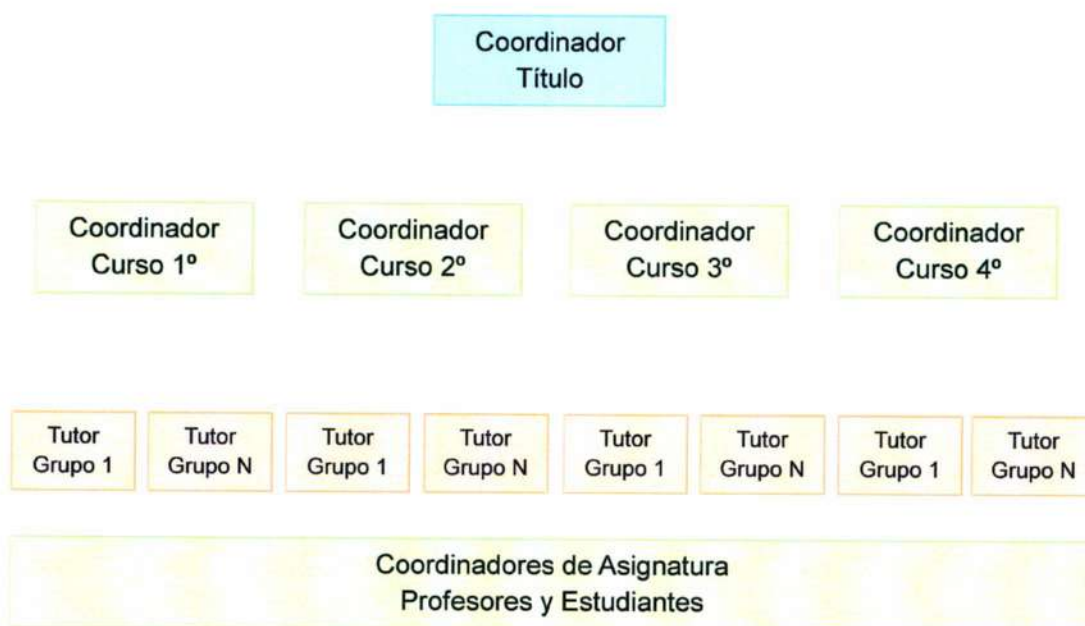 Coordinador
Título
Coordinador
Curso 1º
Coordinador
Curso 2º
Coordinador
Curso 3º
Coordinador
Curso 4º
Tutor
Grupo 1
Tutor
Grupo N
Tutor
Grupo 1
Tutor
Grupo N
Tutor
Grupo 1
Tutor
Grupo N
Tutor
Grupo 1
Tutor
Grupo N
Coordinadores de Asignatura
Profesores y Estudiantes